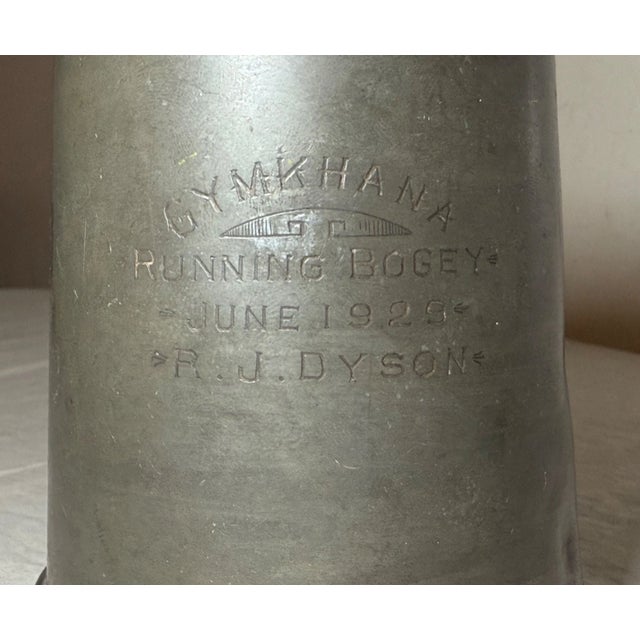 GYMKHANA
RUNNING BOGEY
JUNE 1929
R.J. DYSON